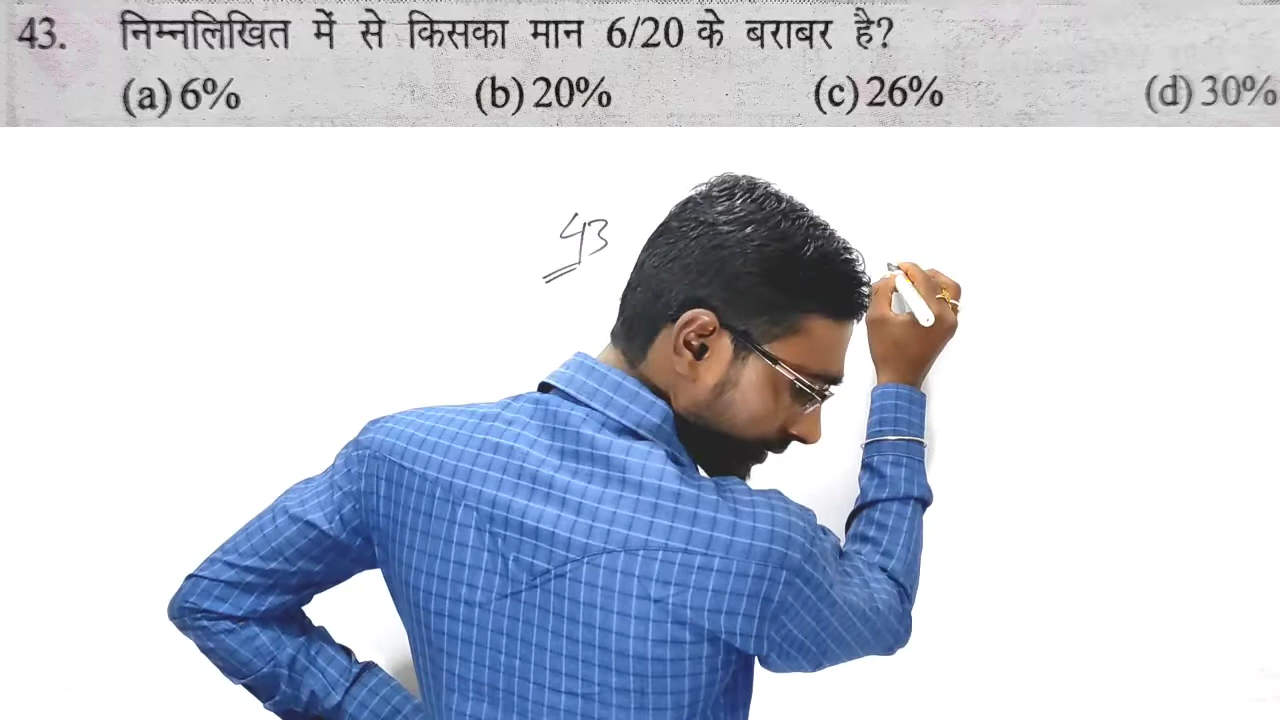 43. निम्नलिखित में से किसका मान 6/20 के बराबर है?
(a) 6% (b) 20% (c) 26% (d) 30%
43